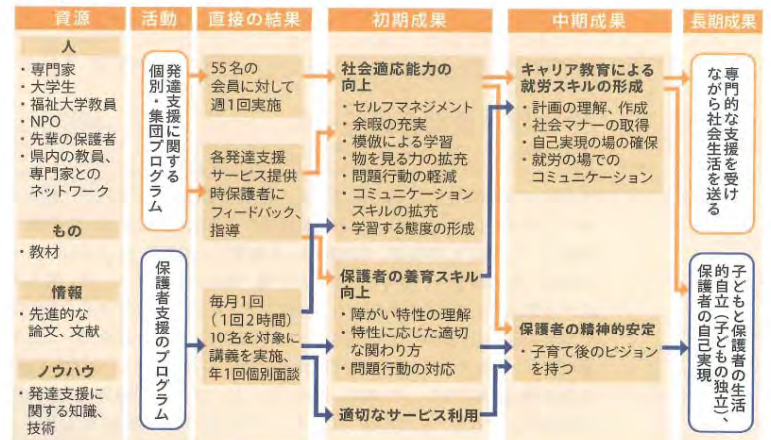 資源
活動
直接の結果
初期成果
中期成果
長期成果
人
・専門家
・大学生
・福祉大学教員
・NPO
・先輩の保護者
・県内の教員、
専門家との
ネットワーク
もの
・教材
情報
・先進的な
論文、文献
ノウハウ
・発達支援に
関する知識、
技術
発達支援に関する
個別・集団プログラム
保護者支援のプログラム
55名の
会員に対して
週1回実施
各発達支援
サービス提供
時保護者に
フィードバック、
指導
毎月1回
(1回2時間)
10名を対象に
講義を実施、
年1回個別面談
社会適応能力の
向上
・セルフマネジメント
・余暇の充実
・模倣による学習
・物を見る力の拡充
・問題行動の軽減
・コミュニケーション
スキルの拡充
・学習する態度の形成
保護者の養育スキル
向上
・障がい特性の理解
・特性に応じた適切
な関わり方
・問題行動の対応
適切なサービス利用
キャリア教育による
就労スキルの形成
・計画の理解、作成
・社会マナーの取得
・自己実現の場の確保
・就労の場での
コミュニケーション
保護者の精神的安定
・子育て後のビジョン
を持つ
専門的な支援を受け
ながら社会生活を送る
子どもと保護者の生活
的自立(子どもの独立)、
保護者の自己実現